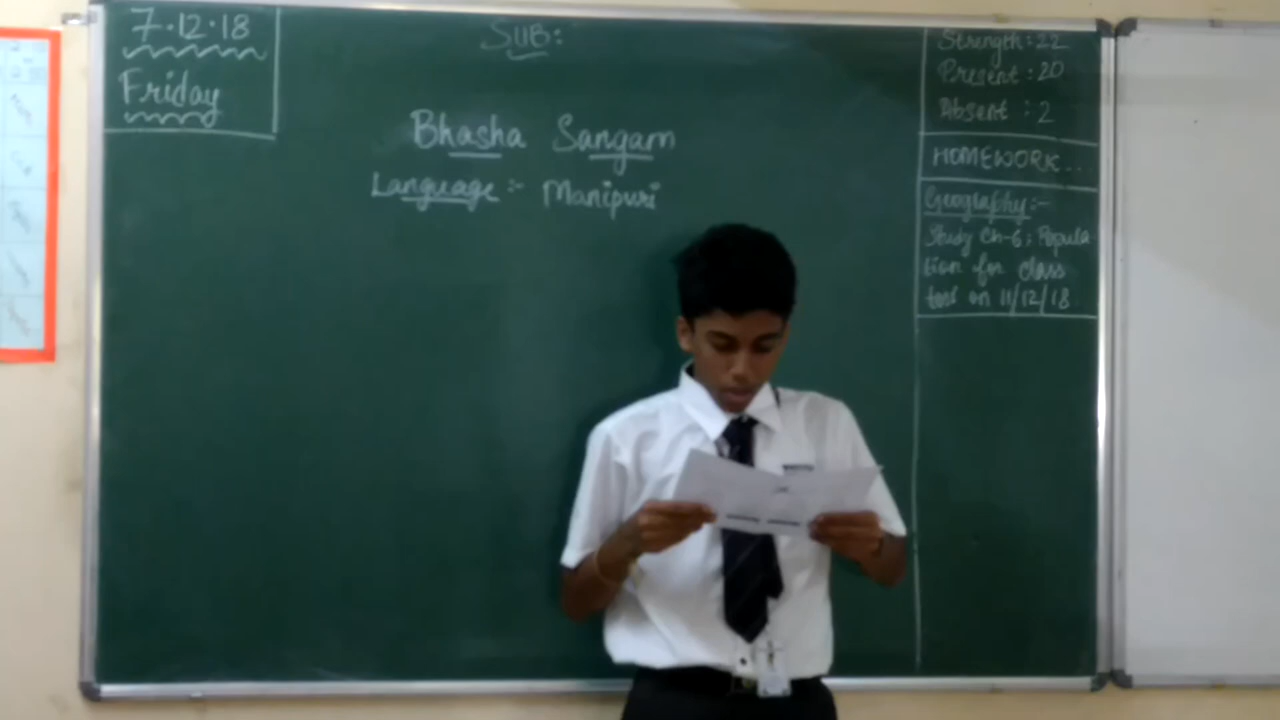 7.12.18
Friday
SUB:
Bhasha Sangam
Language :- Manipuri
Strength : 22
Present : 20
Absent : 2
HOMEWORK...
Geography:-
Study Ch-6; Popula
tion for class
test on 11/12/18